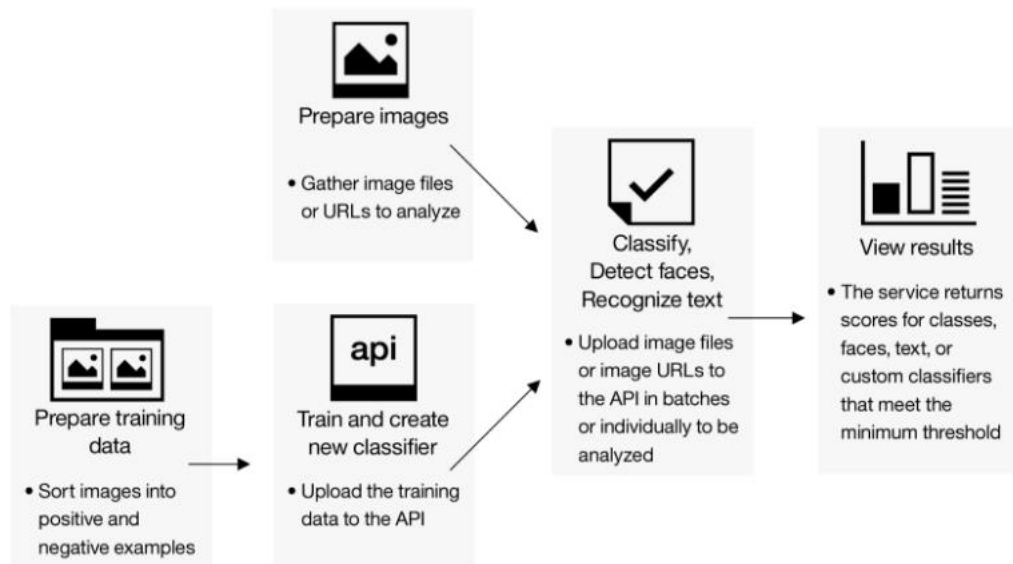 Prepare images
• Gather image files
or URLs to analyze
Prepare training
data
• Sort images into
positive and
negative examples
api
Train and create
new classifier
• Upload the training
data to the API
Classify,
Detect faces,
Recognize text
• Upload image files
or image URLs to
the API in batches
or individually to be
analyzed
View results
• The service returns
scores for classes,
faces, text, or
custom classifiers
that meet the
minimum threshold